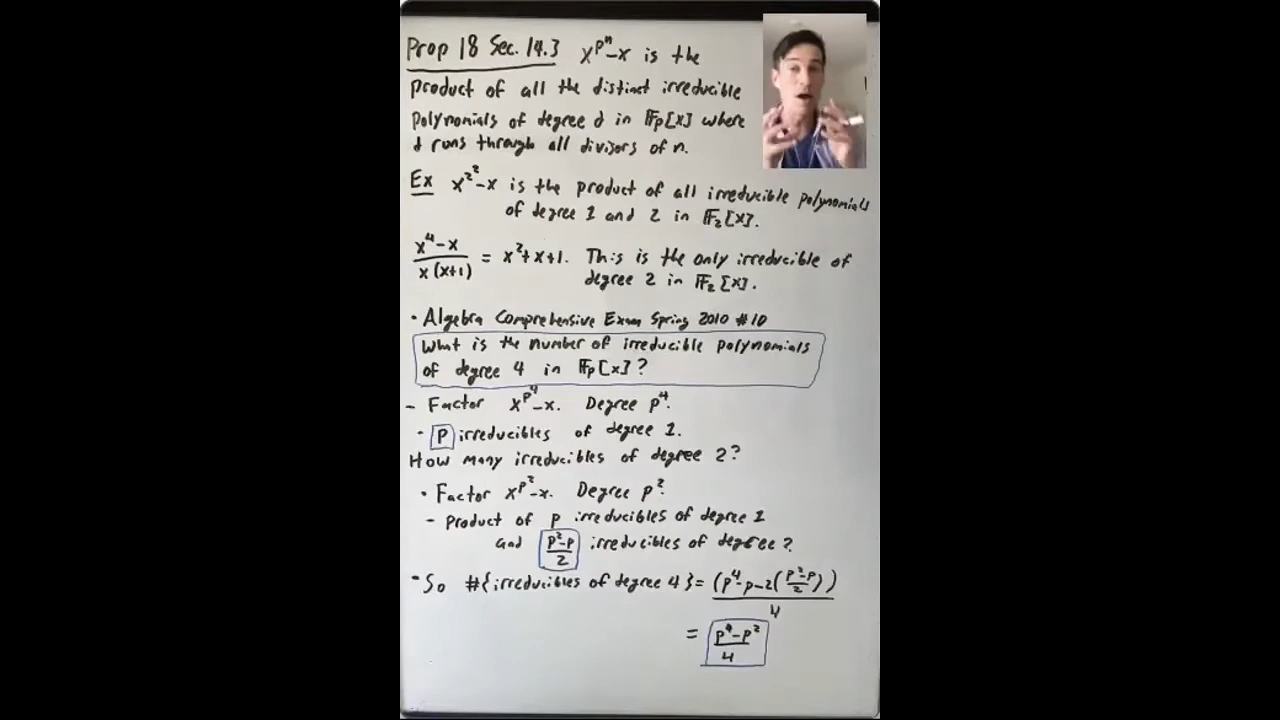 Prop 18 Sec. 14.3 x^{p^n}-x is the
product of all the distinct irreducible
polynomials of degree d in 𝔽_p[x] where
d runs through all divisors of n.
Ex x^{2^2}-x is the product of all irreducible polynomials
of degree 1 and 2 in 𝔽_2[x].
\frac{x^4-x}{x(x+1)} = x^2+x+1. This is the only irreducible of
degree 2 in 𝔽_2[x].
• Algebra Comprehensive Exam Spring 2010 #10
What is the number of irreducible polynomials
of degree 4 in 𝔽_p[x]?
- Factor x^{p^4}-x. Degree p^4.
• p irreducibles of degree 1.
How many irreducibles of degree 2?
• Factor x^{p^2}-x. Degree p^2.
- Product of p irreducibles of degree 1
and \frac{p^2-p}{2} irreducibles of degree 2.
• So #{irreducibles of degree 4} = \frac{(p^4-p-2(\frac{p^2-p}{2}))}{4}
= \frac{p^4-p^2}{4}